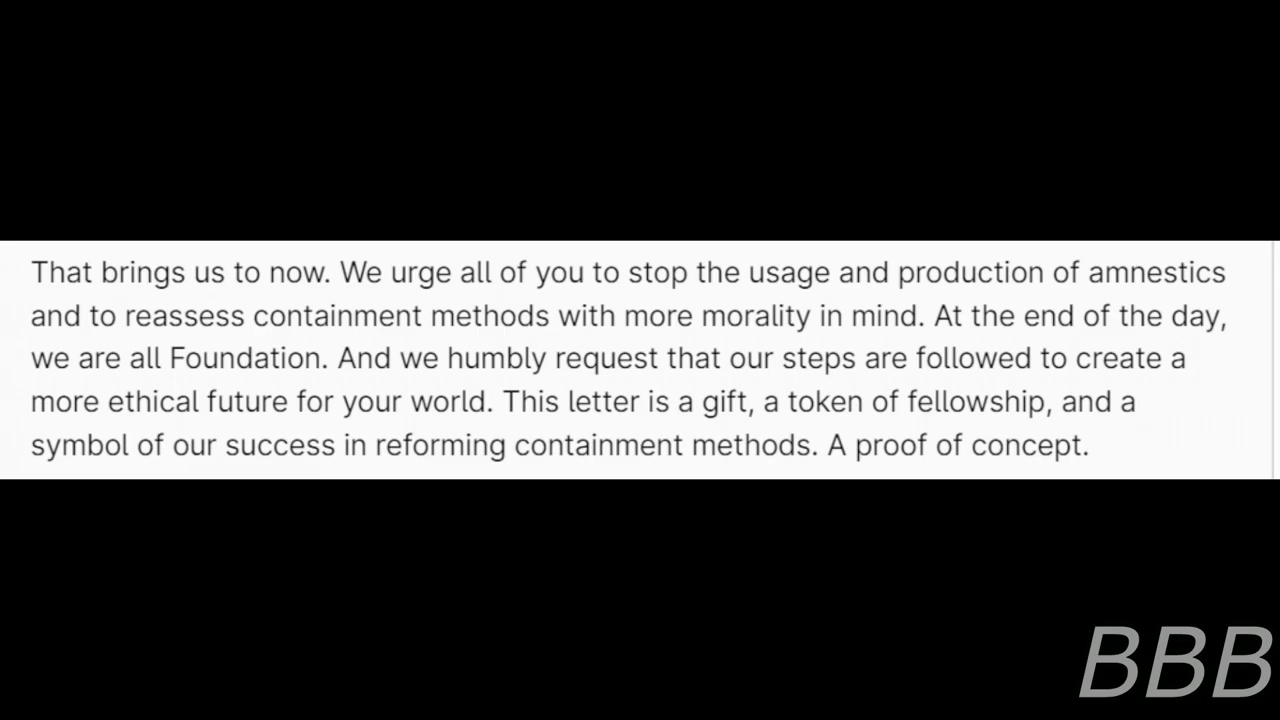 That brings us to now. We urge all of you to stop the usage and production of amnestics
and to reassess containment methods with more morality in mind. At the end of the day,
we are all Foundation. And we humbly request that our steps are followed to create a
more ethical future for your world. This letter is a gift, a token of fellowship, and a
symbol of our success in reforming containment methods. A proof of concept.
BBB